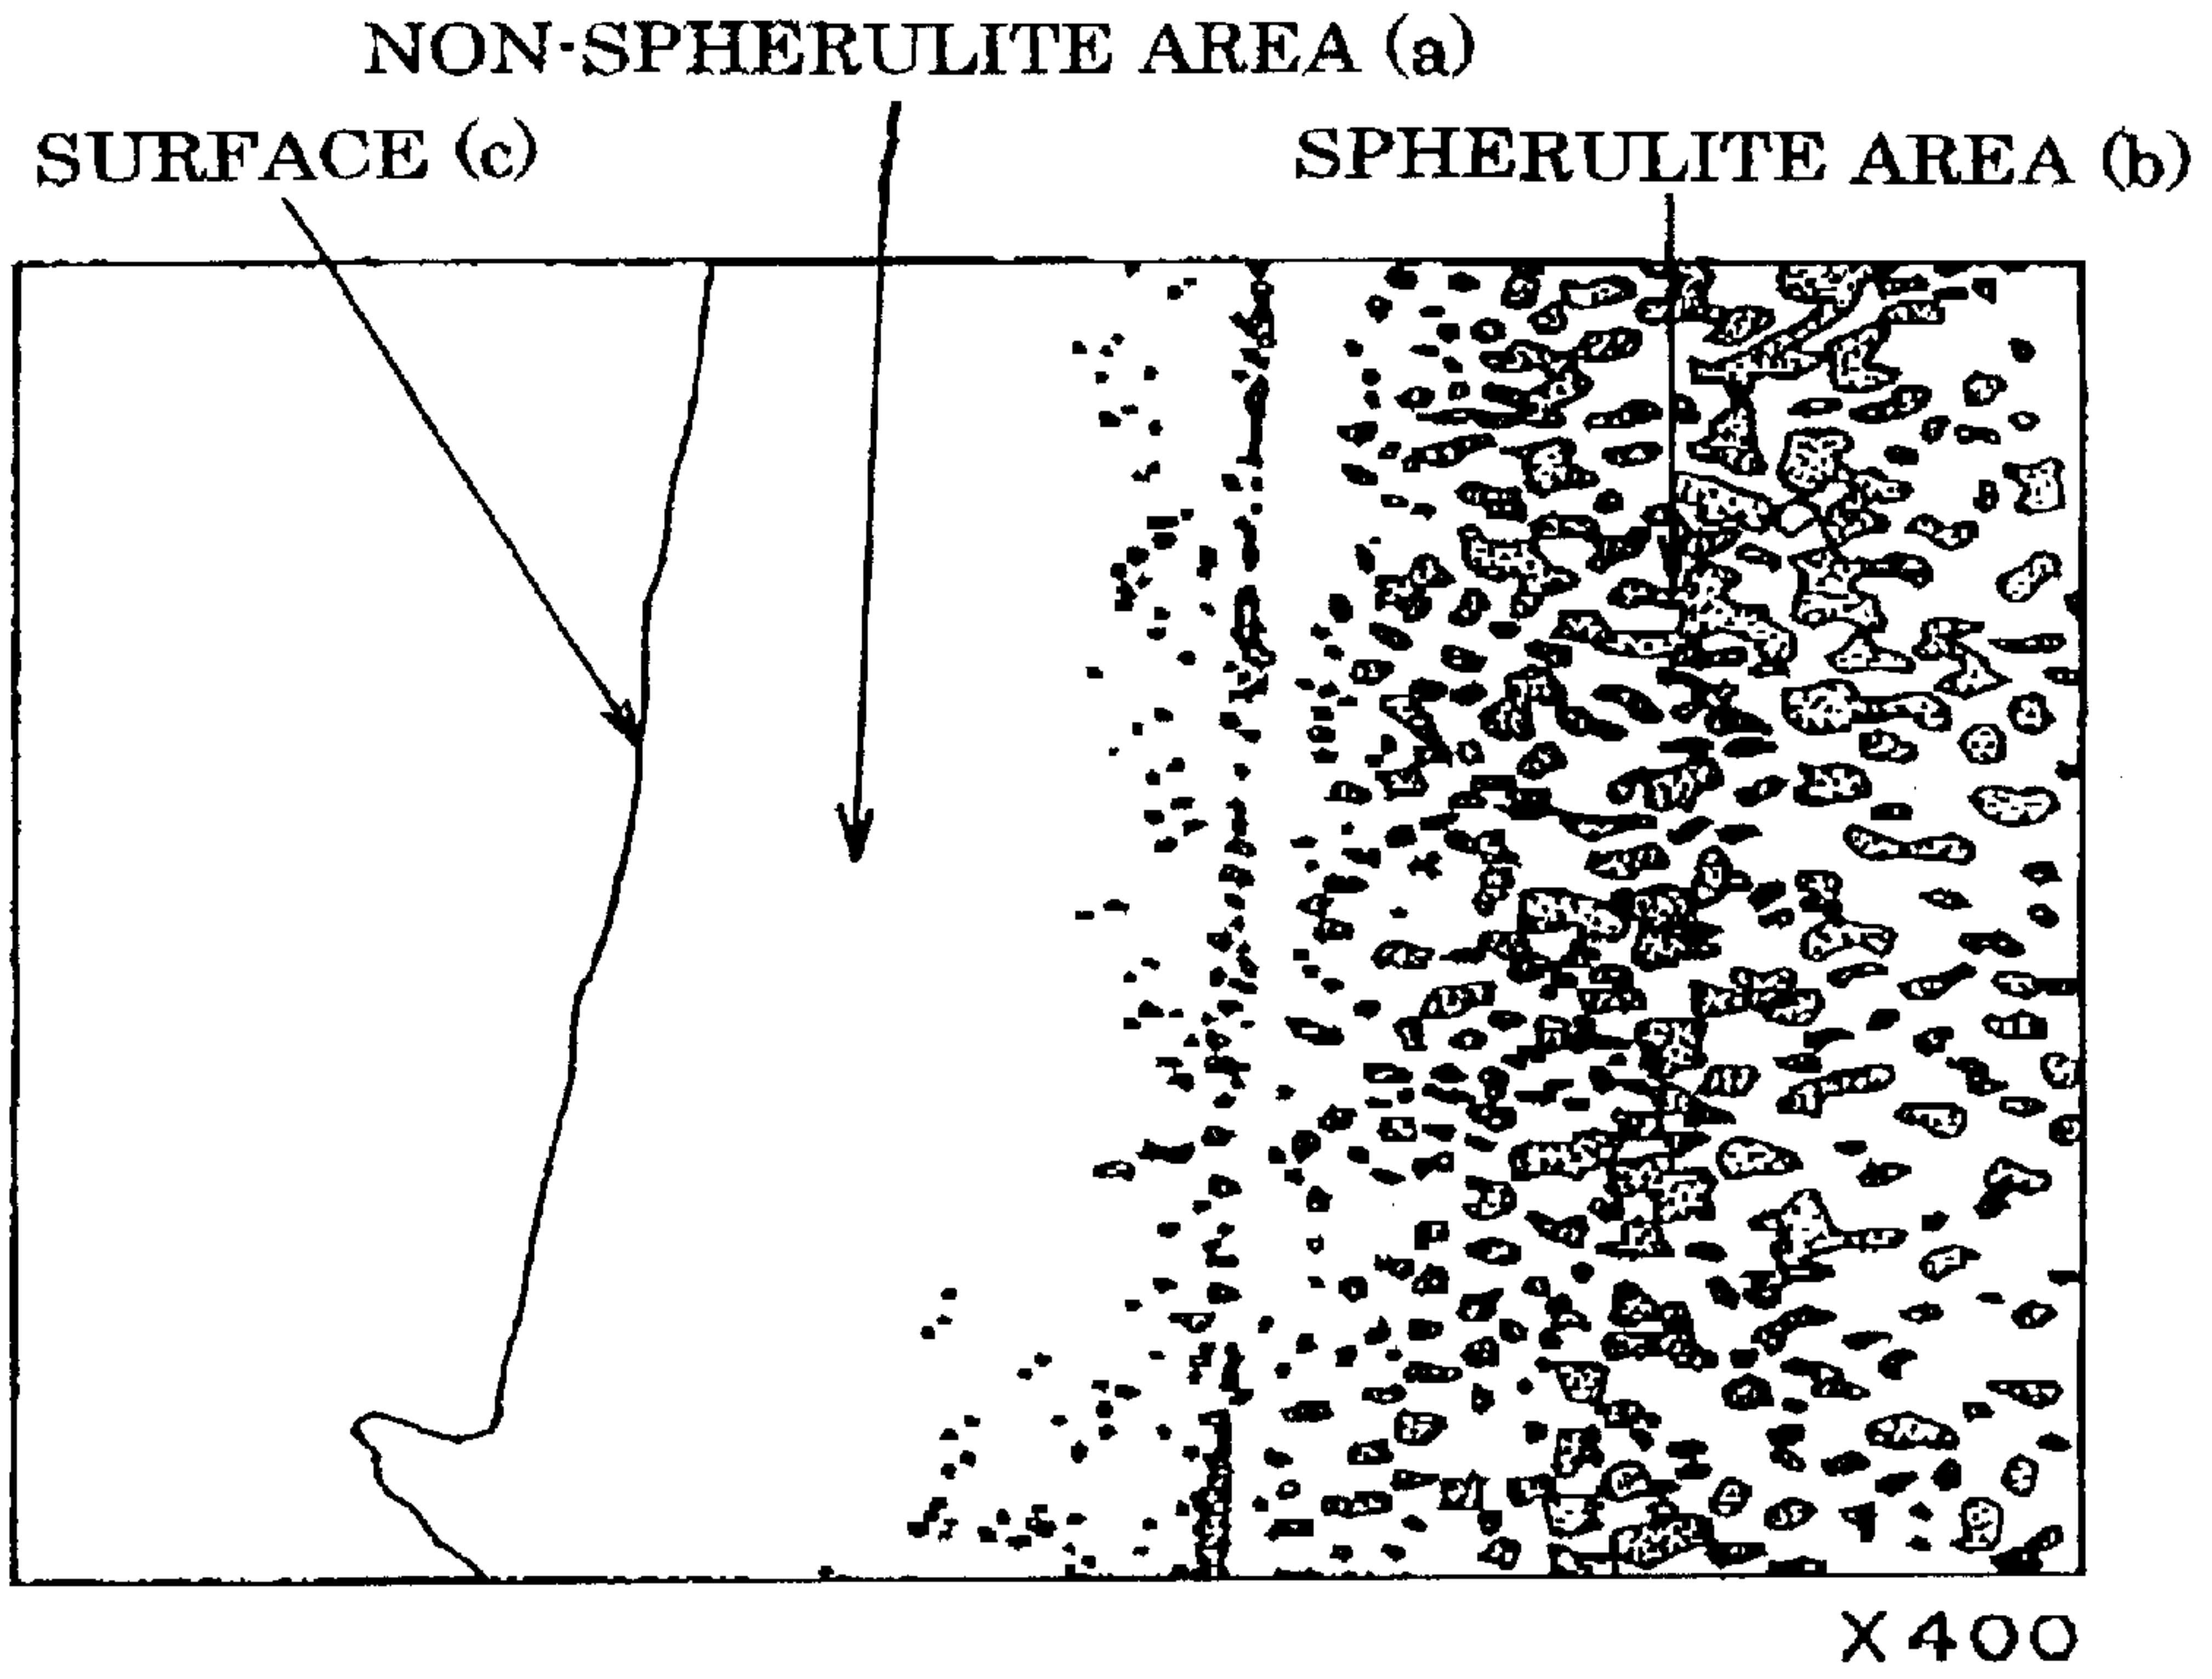 NON-SPHERULITE AREA (a)
SURFACE (c)
SPHERULITE AREA (b)
X400